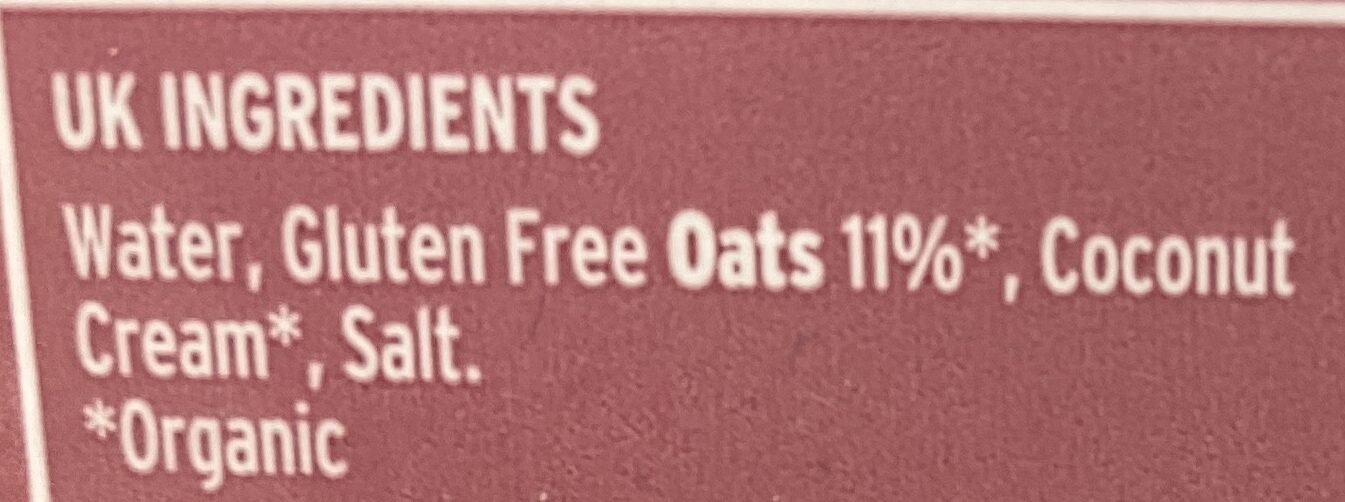 UK INGREDIENTS
Water, Gluten Free Oats 11%*, Coconut
Cream*, Salt.
*Organic